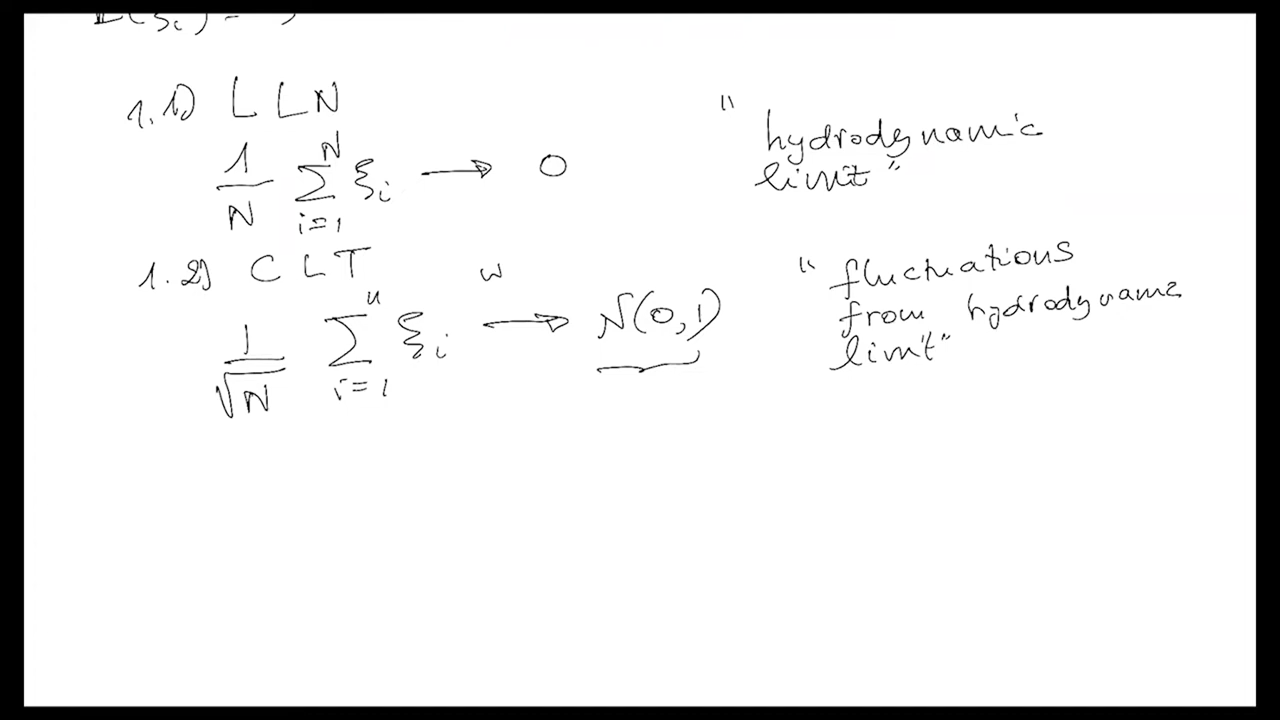 1.1) LLN
"hydrodynamic
limit"
1/N ∑_{i=1}^{N} ξ_i → 0
1.2) CLT
"fluctuations
from hydrodynamic
limit"
1/√N ∑_{i=1}^{n} ξ_i →^w N(0,1)